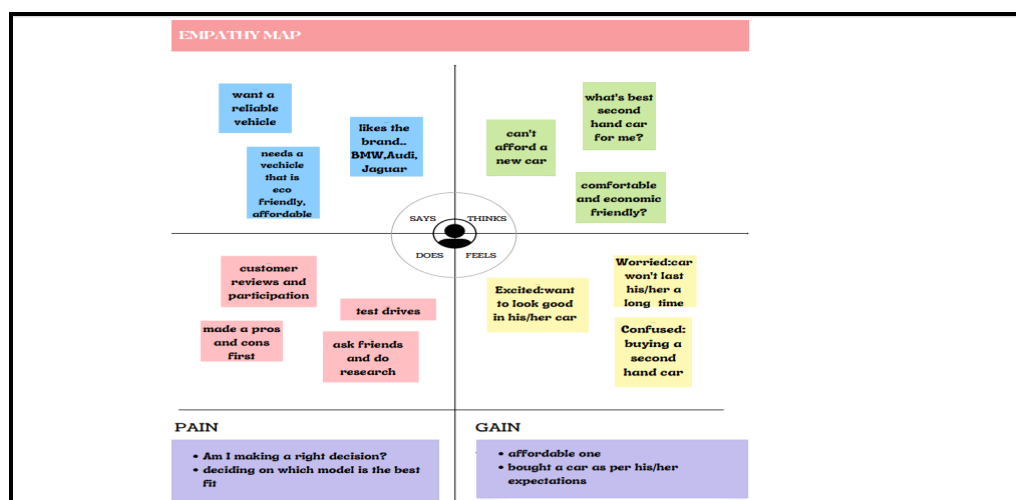 EMPATHY MAP
want a
reliable
vehicle
likes the
brand..
BMW,Audi,
Jaguar
needs a
vechicle
that is
eco
friendly,
affordable
can't
afford a
new car
what's best
second
hand car
for me?
comfortable
and economic
friendly?
SAYS
THINKS
DOES
FEELS
customer
reviews and
participation
test drives
made a pros
and cons
first
ask friends
and do
research
Excited:want
to look good
in his/her car
Worried:car
won't last
his/her a
long time
Confused:
buying a
second
hand car
PAIN
• Am I making a right decision?
• deciding on which model is the best
fit
GAIN
• affordable one
• bought a car as per his/her
expectations